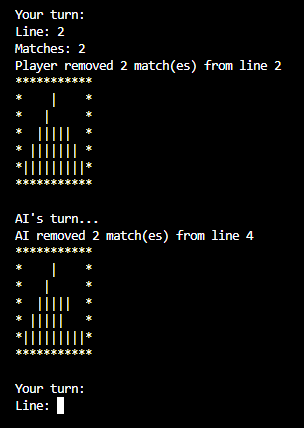 Your turn:
Line: 2
Matches: 2
Player removed 2 match(es) from line 2
***********
*    |    *
*   |     *
*  |||||  *
* ||||||| *
*|||||||||*
***********
AI's turn...
AI removed 2 match(es) from line 4
***********
*    |    *
*   |     *
*  |||||  *
* |||||   *
*|||||||||*
***********
Your turn:
Line: